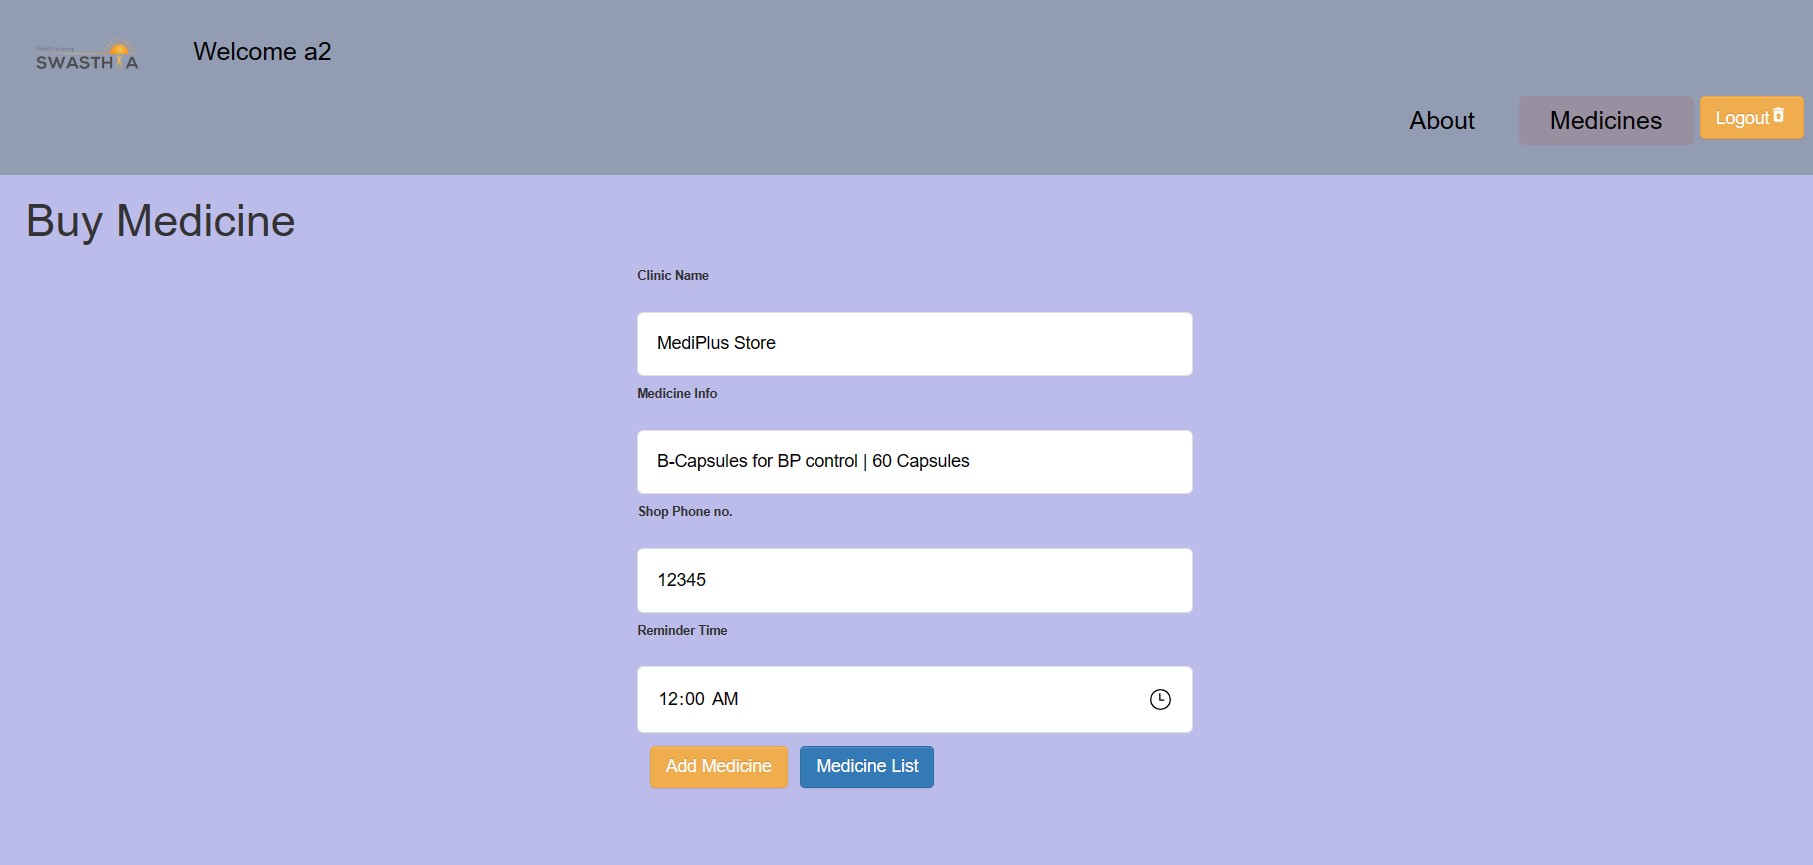 SWASTH A
Welcome a2
About
Medicines
Logout
Buy Medicine
Clinic Name
MediPlus Store
Medicine Info
B-Capsules for BP control | 60 Capsules
Shop Phone no.
12345
Reminder Time
12:00 AM
Add Medicine
Medicine List